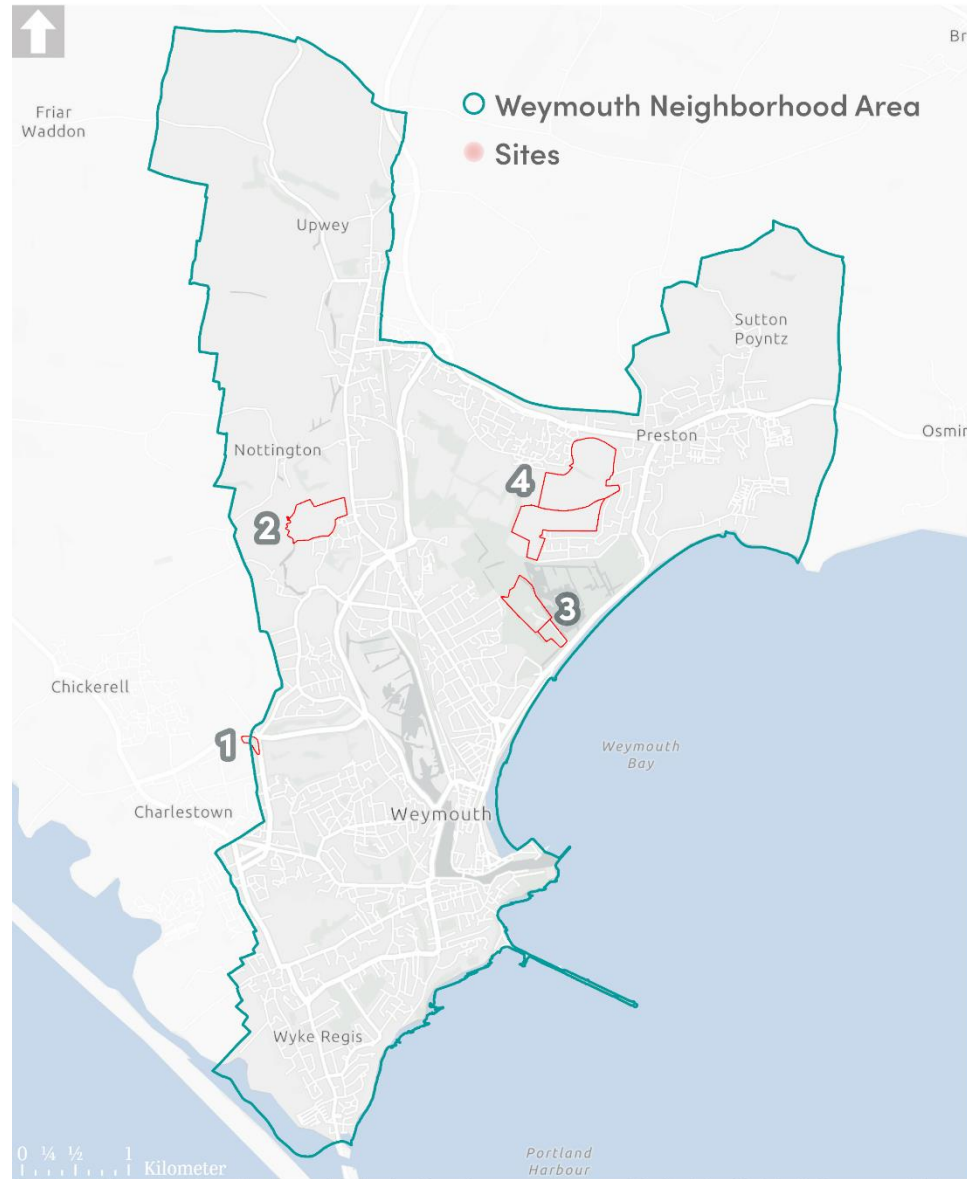 Br
Weymouth Neighborhood Area
Sites
Friar
Waddon
Upwey
Sutton
Poyntz
Osmin
Preston
Nottington
4
2
3
Chickerell
1
Weymouth
Bay
Charlestown
Weymouth
Wyke Regis
Portland
Harbour
0 ¼ ½ 1
Kilometer